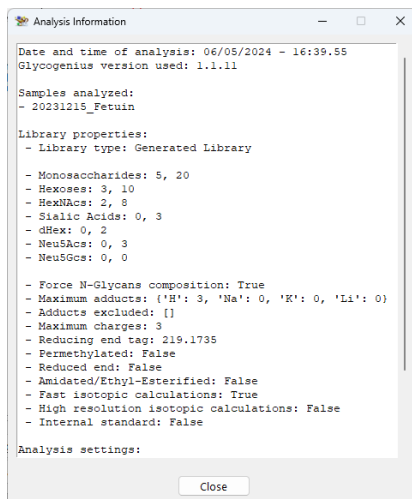 Analysis Information
Date and time of analysis: 06/05/2024 - 16:39.55
Glycogenius version used: 1.1.11
Samples analyzed:
- 20231215_Fetuin
Library properties:
- Library type: Generated Library
- Monosaccharides: 5, 20
- Hexoses: 3, 10
- HexNAcs: 2, 8
- Sialic Acids: 0, 3
- dHex: 0, 2
- Neu5Acs: 0, 3
- Neu5Gcs: 0, 0
- Force N-Glycans composition: True
- Maximum adducts: {'H': 3, 'Na': 0, 'K': 0, 'Li': 0}
- Adducts excluded: []
- Maximum charges: 3
- Reducing end tag: 219.1735
- Permethylated: False
- Reduced end: False
- Amidated/Ethyl-Esterified: False
- Fast isotopic calculations: True
- High resolution isotopic calculations: False
- Internal standard: False
Analysis settings:
Close